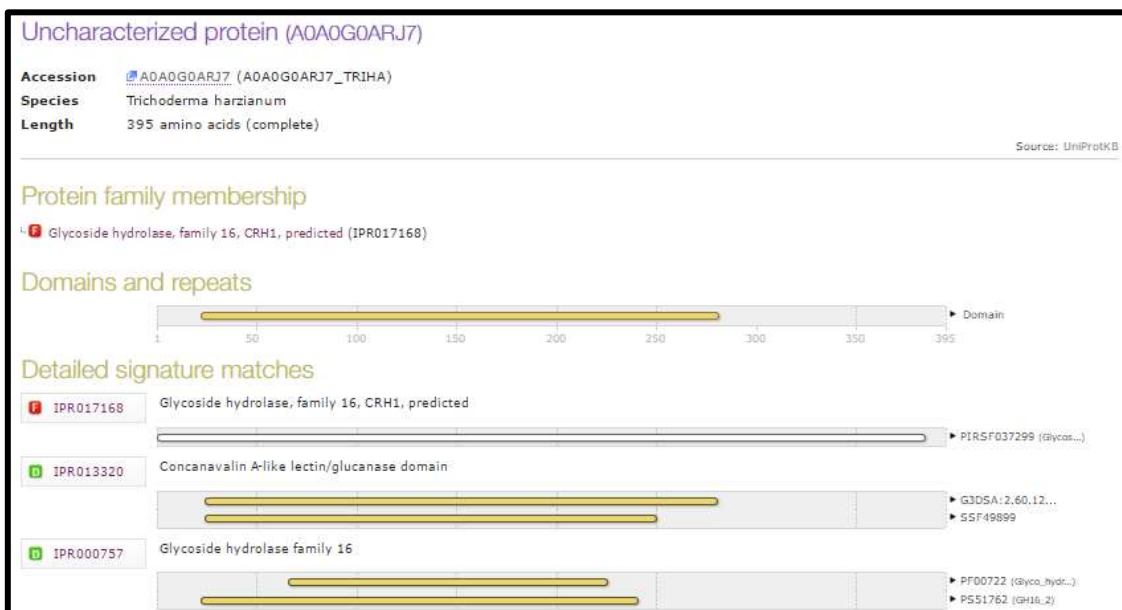 Uncharacterized protein (A0A0G0ARJ7)
Accession A0A0G0ARJ7 (A0A0G0ARJ7_TRIHA)
Species Trichoderma harzianum
Length 395 amino acids (complete)
Source: UniProtKB
Protein family membership
F Glycoside hydrolase, family 16, CRH1, predicted (IPR017168)
Domains and repeats
Domain
1 50 100 150 200 250 300 350 395
Detailed signature matches
F IPR017168 Glycoside hydrolase, family 16, CRH1, predicted
PIRSF037299 (Glycos...)
D IPR013320 Concanavalin A-like lectin/glucanase domain
G3DSA:2.60.12...
SSF49899
D IPR000757 Glycoside hydrolase family 16
PF00722 (Glyco_hydr...)
PS51762 (GH16_2)